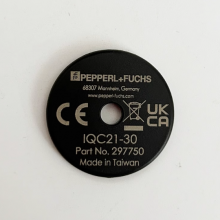 PEPPERL+FUCHS
68307 Mannheim, Germany
www.pepperl-fuchs.com
CE UK
CA
IQC21-30
Part No. 297750
Made in Taiwan